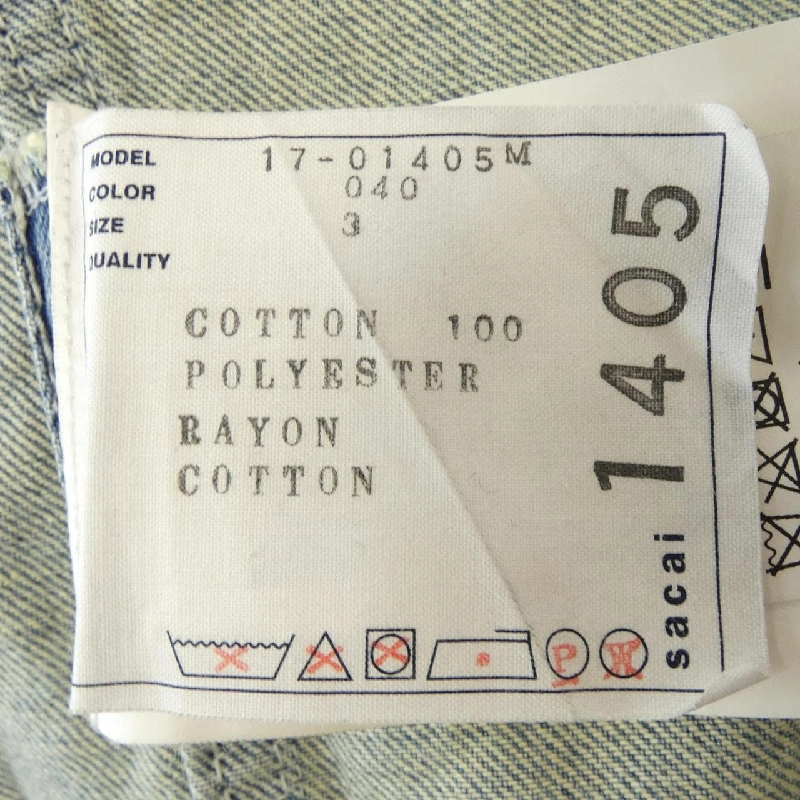 MODEL 17-01405M
COLOR 040
SIZE 3
QUALITY
COTTON 100
POLYESTER
RAYON
COTTON
P
W
sacai 1405